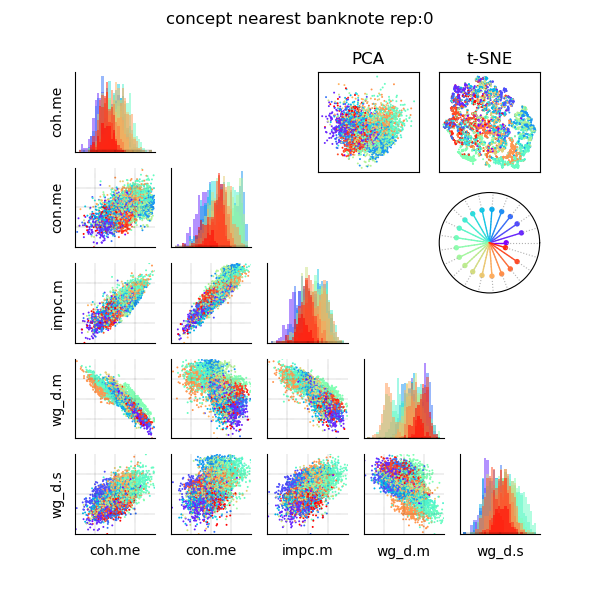 concept nearest banknote rep:0
PCA
t-SNE
coh.me
con.me
impc.m
wg_d.m
wg_d.s
coh.me
con.me
impc.m
wg_d.m
wg_d.s